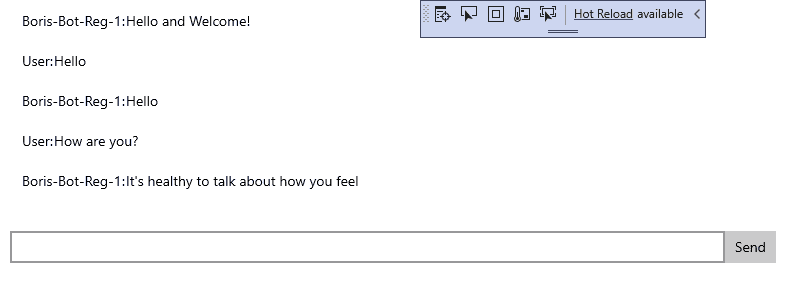 Boris-Bot-Reg-1:Hello and Welcome!
Hot Reload available
User:Hello
Boris-Bot-Reg-1:Hello
User:How are you?
Boris-Bot-Reg-1:It's healthy to talk about how you feel
Send